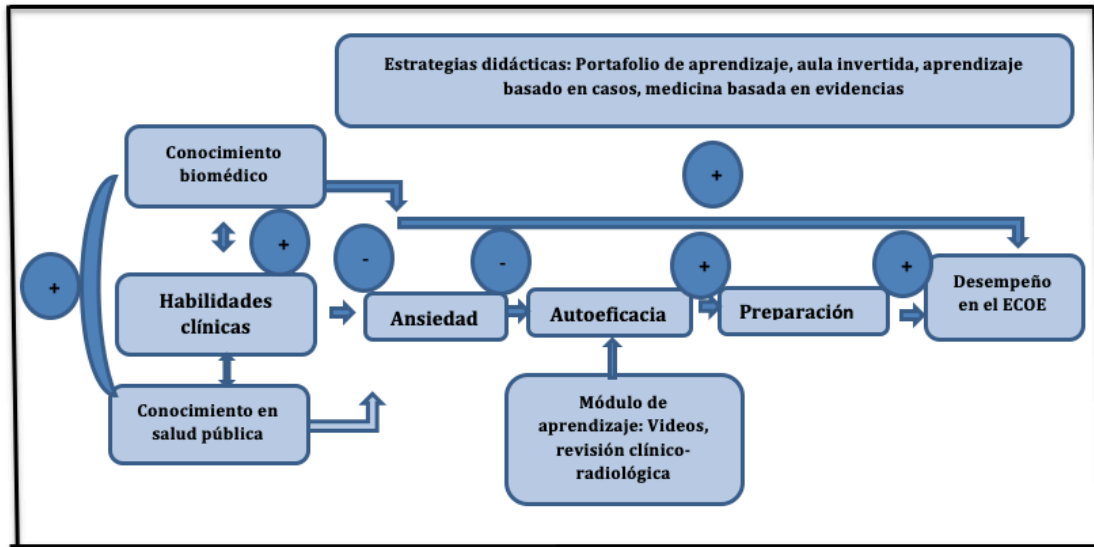 Estrategias didácticas: Portafolio de aprendizaje, aula invertida, aprendizaje
basado en casos, medicina basada en evidencias
Conocimiento
biomédico
+
+
-
-
+
+
+
Habilidades
clínicas
Ansiedad
Autoeficacia
Preparación
Desempeño
en el ECOE
Conocimiento en
salud pública
Módulo de
aprendizaje: Videos,
revisión clínico-
radiológica